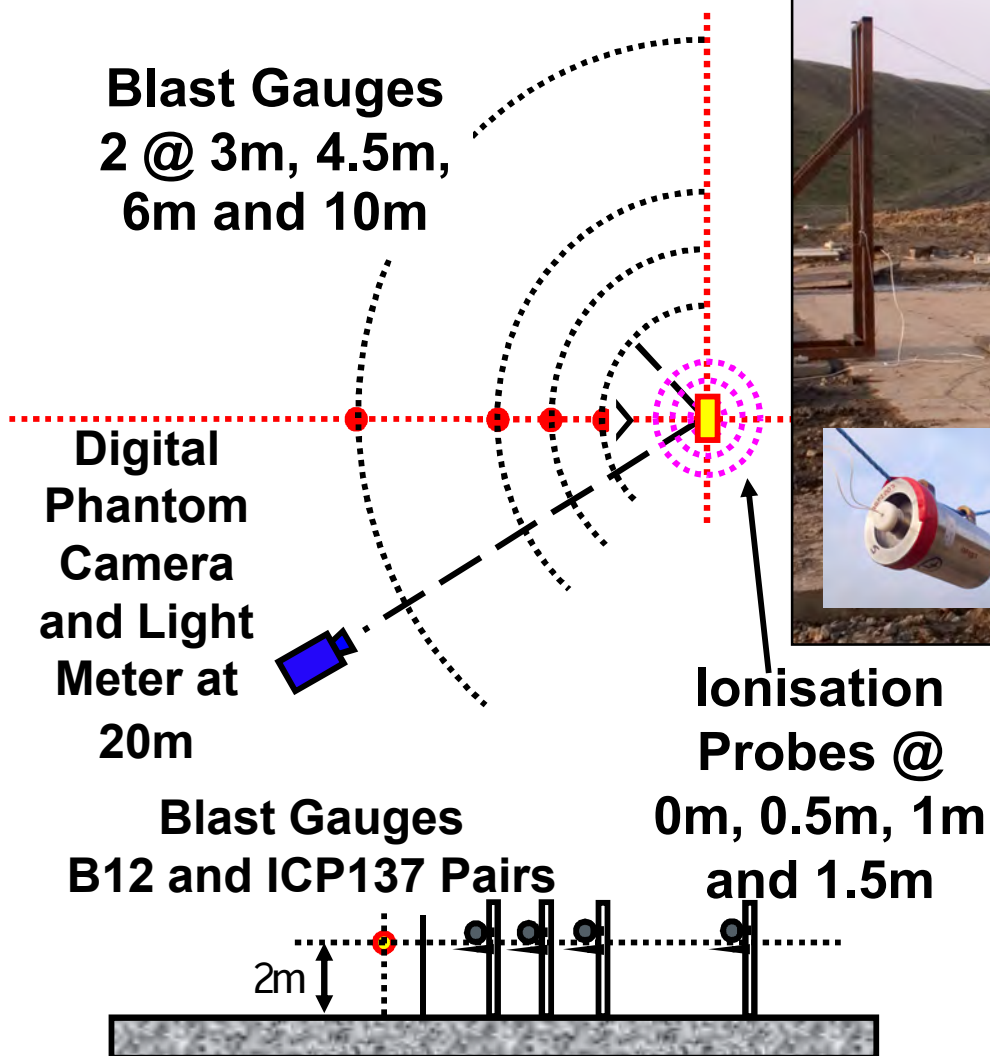 Blast Gauges
2 @ 3m, 4.5m,
6m and 10m
Digital
Phantom
Camera
and Light
Meter at
20m
Ionisation
Probes @
0m, 0.5m, 1m
and 1.5m
Blast Gauges
B12 and ICP137 Pairs
2m